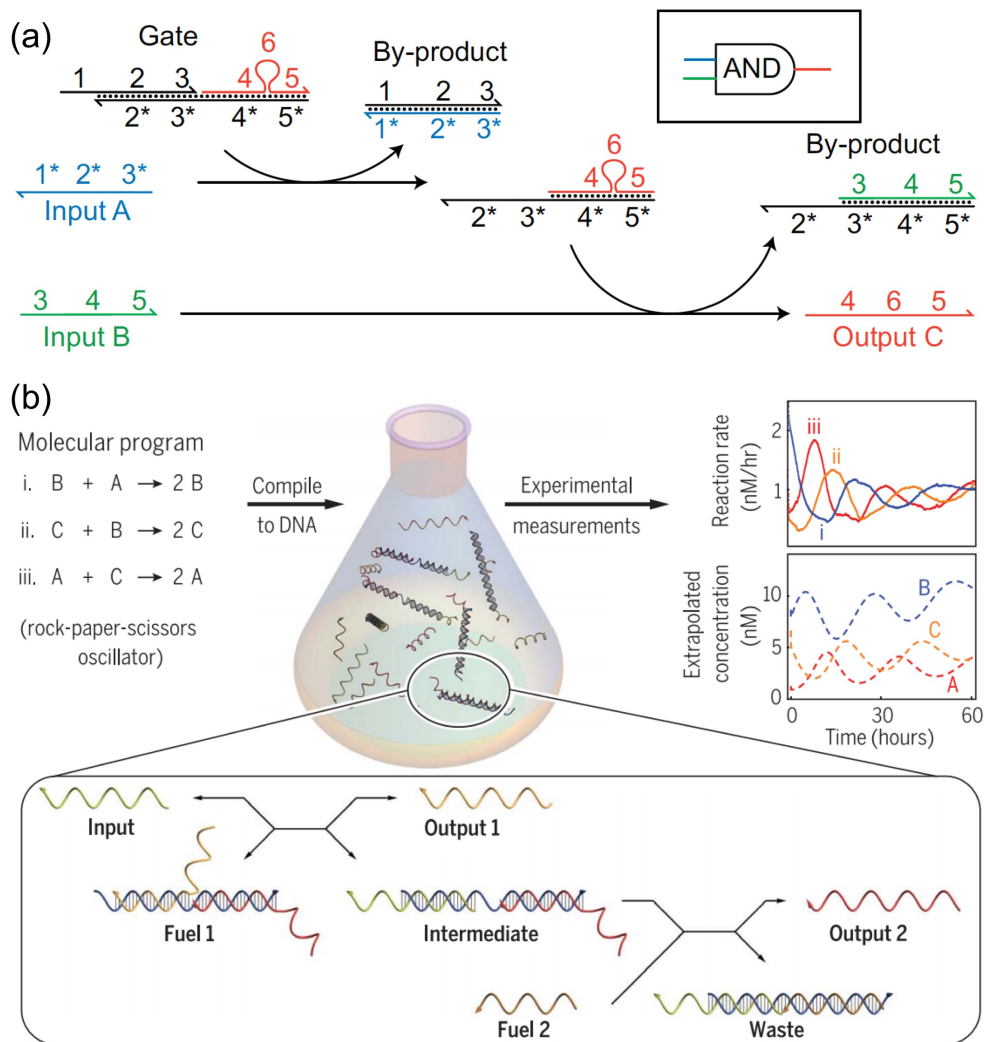 (a)
Gate
By-product
AND
6
1 2 3 4 5
2* 3* 4* 5*
1 2 3
1* 2* 3*
1* 2* 3*
Input A
6
4 5
2* 3* 4* 5*
By-product
3 4 5
2* 3* 4* 5*
3 4 5
Input B
4 6 5
Output C
(b)
Molecular program
i. B + A → 2 B
ii. C + B → 2 C
iii. A + C → 2 A
(rock-paper-scissors
oscillator)
Compile
to DNA
Experimental
measurements
Reaction rate
(nM/hr)
2
1
iii
ii
i
Extrapolated
concentration
(nM)
10
5
0
B
C
A
0 30 60
Time (hours)
Input
Output 1
Fuel 1
Intermediate
Output 2
Fuel 2
Waste